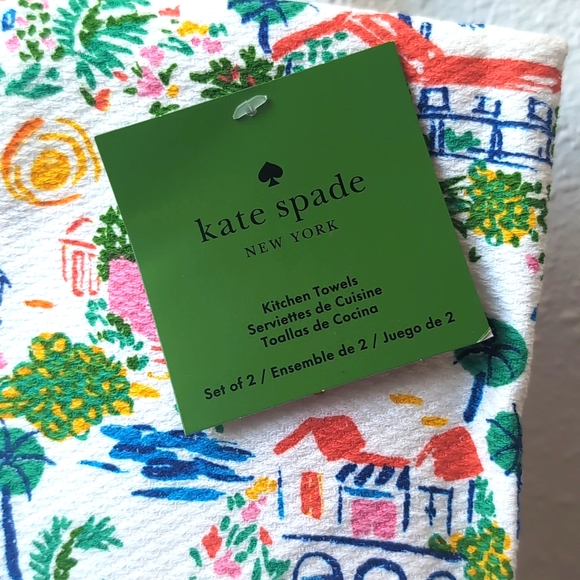 kate spade
NEW YORK
Kitchen Towels
Serviettes de Cuisine
Toallas de Cocina
Set of 2 / Ensemble de 2 / Juego de 2